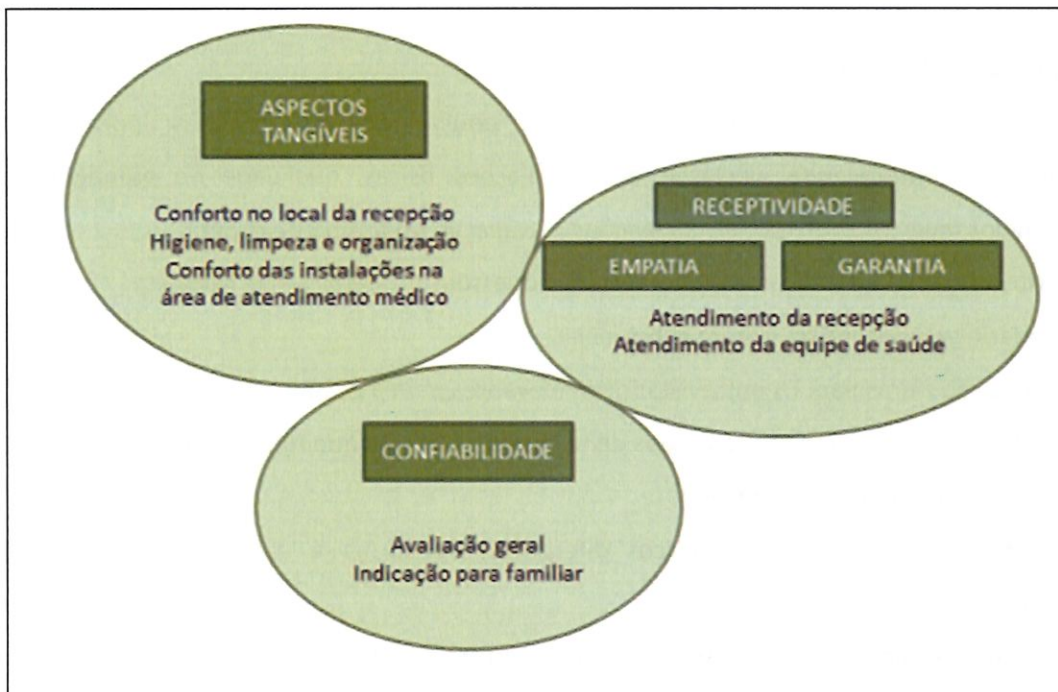 ASPECTOS
TANGÍVEIS
Conforto no local da recepção
Higiene, limpeza e organização
Conforto das instalações na
área de atendimento médico
RECEPTIVIDADE
EMPATIA
GARANTIA
Atendimento da recepção
Atendimento da equipe de saúde
CONFIABILIDADE
Avaliação geral
Indicação para familiar